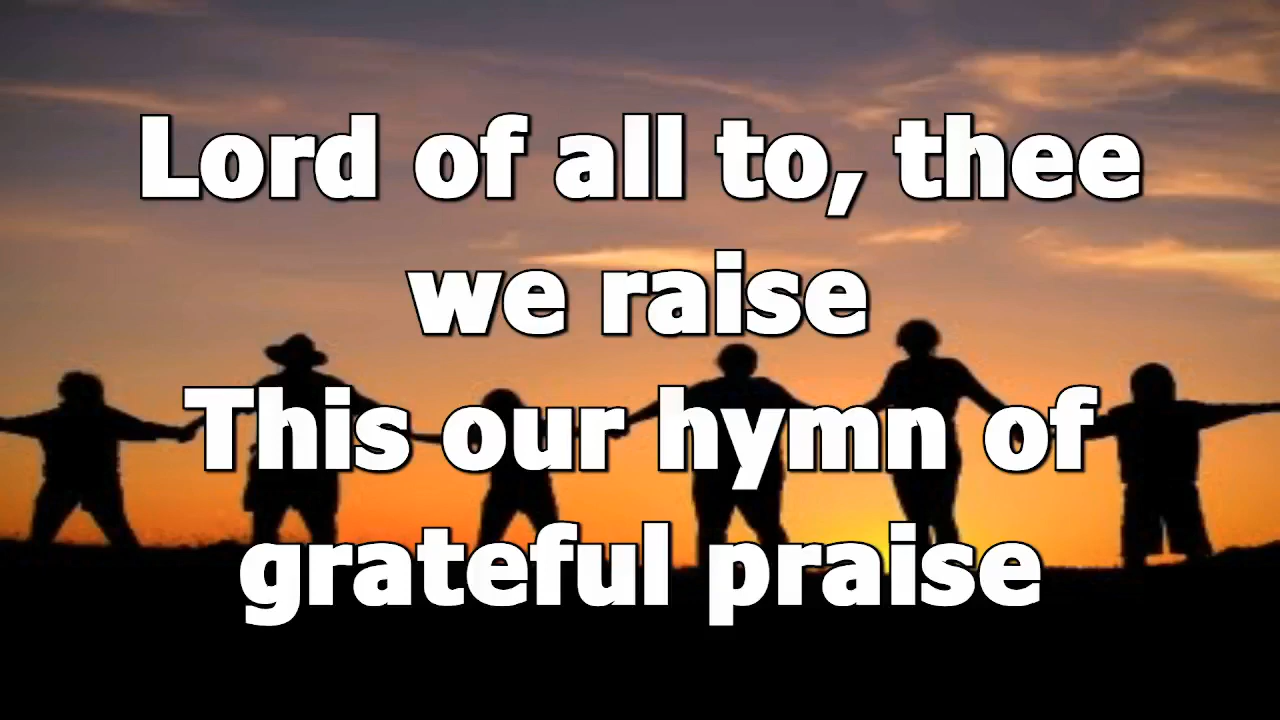 Lord of all to, thee
we raise
This our hymn of
grateful praise